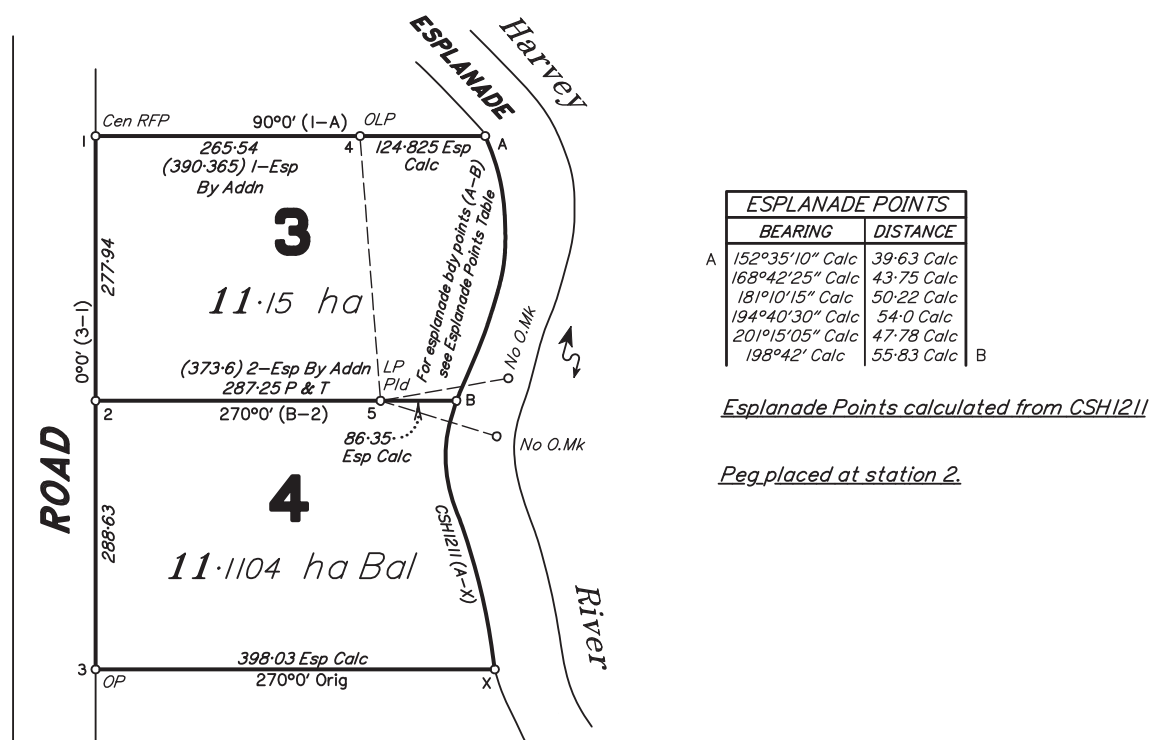 ESPLANADE
Harvey
Cen RFP
90°0' (1-A)
OLP
1
4
A
265·54
124·825 Esp
Calc
(390·365) 1-Esp
By Addn
3
277·94
11·15 ha
For esplanade bdy points (A-B)
see Esplanade Points Table
No O.Mk
0°0' (3-1)
(373·6) 2-Esp By Addn
LP
Pld
287·25 P & T
B
2
270°0' (B-2)
5
86·35
Esp Calc
No O.Mk
ROAD
4
288·63
11·1104 ha Bal
CSH1211 (A-X)
River
398·03 Esp Calc
3
OP
270°0' Orig
X
ESPLANADE POINTS
BEARING DISTANCE
A 152°35'10" Calc 39·63 Calc
168°42'25" Calc 43·75 Calc
181°10'15" Calc 50·22 Calc
194°40'30" Calc 54·0 Calc
201°15'05" Calc 47·78 Calc
198°42' Calc 55·83 Calc B
Esplanade Points calculated from CSH1211
Peg placed at station 2.